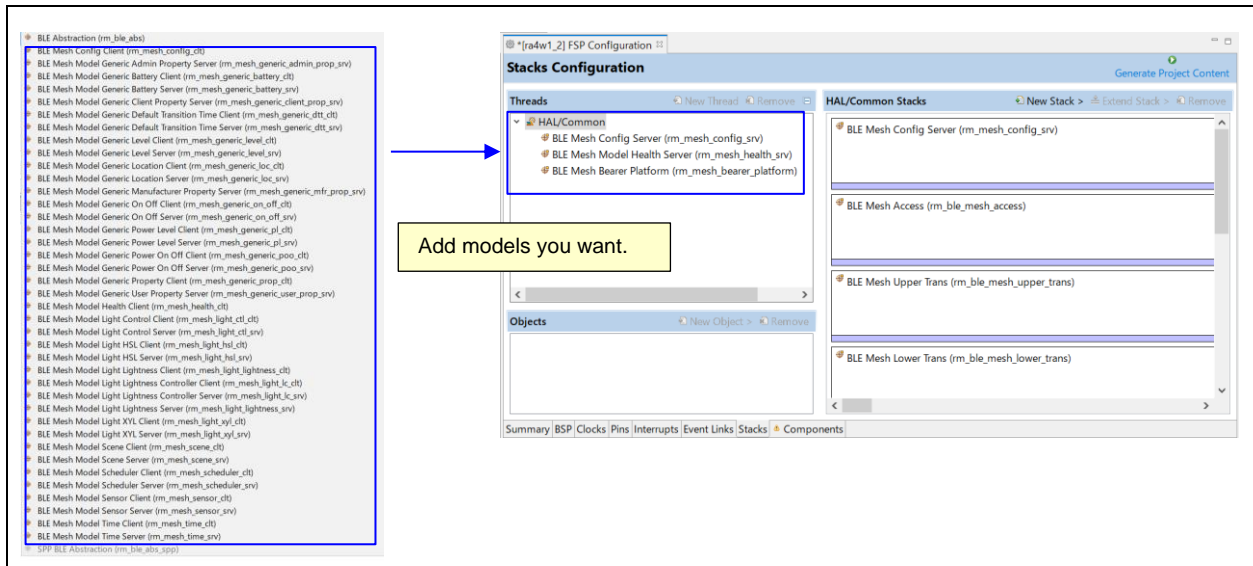 BLE Abstraction (rm_ble_abs)
BLE Mesh Config Client (rm_mesh_config_clt)
BLE Mesh Model Generic Admin Property Server (rm_mesh_generic_admin_prop_srv)
BLE Mesh Model Generic Battery Client (rm_mesh_generic_battery_clt)
BLE Mesh Model Generic Battery Server (rm_mesh_generic_battery_srv)
BLE Mesh Model Generic Client Property Server (rm_mesh_generic_client_prop_srv)
BLE Mesh Model Generic Default Transition Time Client (rm_mesh_generic_dtt_clt)
BLE Mesh Model Generic Default Transition Time Server (rm_mesh_generic_dtt_srv)
BLE Mesh Model Generic Level Client (rm_mesh_generic_level_clt)
BLE Mesh Model Generic Level Server (rm_mesh_generic_level_srv)
BLE Mesh Model Generic Location Client (rm_mesh_generic_loc_clt)
BLE Mesh Model Generic Location Server (rm_mesh_generic_loc_srv)
BLE Mesh Model Generic Manufacturer Property Server (rm_mesh_generic_mfr_prop_srv)
BLE Mesh Model Generic On Off Client (rm_mesh_generic_on_off_clt)
BLE Mesh Model Generic On Off Server (rm_mesh_generic_on_off_srv)
BLE Mesh Model Generic Power Level Client (rm_mesh_generic_pl_clt)
BLE Mesh Model Generic Power Level Server (rm_mesh_generic_pl_srv)
BLE Mesh Model Generic Power On Off Client (rm_mesh_generic_poo_clt)
BLE Mesh Model Generic Power On Off Server (rm_mesh_generic_poo_srv)
BLE Mesh Model Generic Property Client (rm_mesh_generic_prop_clt)
BLE Mesh Model Generic User Property Server (rm_mesh_generic_user_prop_srv)
BLE Mesh Model Health Client (rm_mesh_health_clt)
BLE Mesh Model Light Control Client (rm_mesh_light_ctl_clt)
BLE Mesh Model Light Control Server (rm_mesh_light_ctl_srv)
BLE Mesh Model Light HSL Client (rm_mesh_light_hsl_clt)
BLE Mesh Model Light HSL Server (rm_mesh_light_hsl_srv)
BLE Mesh Model Light Lightness Client (rm_mesh_light_lightness_clt)
BLE Mesh Model Light Lightness Controller Client (rm_mesh_light_lc_clt)
BLE Mesh Model Light Lightness Controller Server (rm_mesh_light_lc_srv)
BLE Mesh Model Light Lightness Server (rm_mesh_light_lightness_srv)
BLE Mesh Model Light XYL Client (rm_mesh_light_xyl_clt)
BLE Mesh Model Light XYL Server (rm_mesh_light_xyl_srv)
BLE Mesh Model Scene Client (rm_mesh_scene_clt)
BLE Mesh Model Scene Server (rm_mesh_scene_srv)
BLE Mesh Model Scheduler Client (rm_mesh_scheduler_clt)
BLE Mesh Model Scheduler Server (rm_mesh_scheduler_srv)
BLE Mesh Model Sensor Client (rm_mesh_sensor_clt)
BLE Mesh Model Sensor Server (rm_mesh_sensor_srv)
BLE Mesh Model Time Client (rm_mesh_time_clt)
BLE Mesh Model Time Server (rm_mesh_time_srv)
SPP BLE Abstraction (rm_ble_abs_spp)
Add models you want.
*[ra4w1_2] FSP Configuration
Stacks Configuration
Generate Project Content
Threads New Thread Remove
HAL/Common
BLE Mesh Config Server (rm_mesh_config_srv)
BLE Mesh Model Health Server (rm_mesh_health_srv)
BLE Mesh Bearer Platform (rm_mesh_bearer_platform)
Objects New Object > Remove
HAL/Common Stacks New Stack > Extend Stack > Remove
BLE Mesh Config Server (rm_mesh_config_srv)
BLE Mesh Access (rm_ble_mesh_access)
BLE Mesh Upper Trans (rm_ble_mesh_upper_trans)
BLE Mesh Lower Trans (rm_ble_mesh_lower_trans)
Summary BSP Clocks Pins Interrupts Event Links Stacks Components